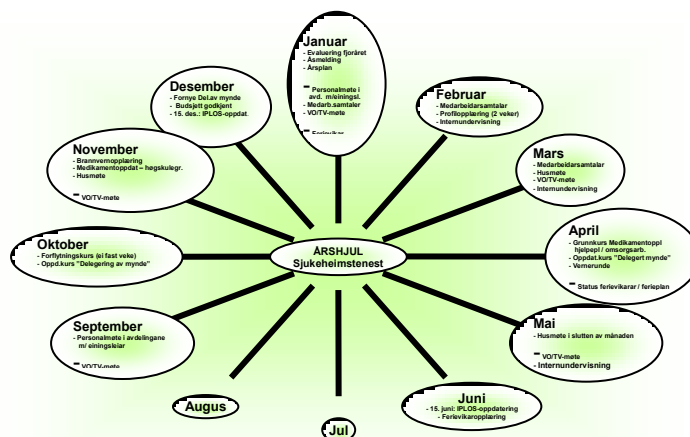 ÅRSHJUL
Sjukeheimstenest
Januar
- Evaluering fjoråret
- Åsmelding
- Årsplan
- Personalmøte i
avd. m/einingsl.
- Medarb.samtaler
- VO/TV-møte
- Ferievikar
Februar
- Medarbeidarsamtalar
- Profilopplæring (2 veker)
- Internundervisning
Mars
- Medarbeidarsamtalar
- Husmøte
- VO/TV-møte
- Internundervisning
April
- Grunnkurs Medikamentoppl
hjelpepl / omsorgsarb.
- Oppdat.kurs "Delegert mynde"
- Vernerunde
- Status ferievikarar / ferieplan
Mai
- Husmøte i slutten av månaden
- VO/TV-møte
- Internundervisning
Juni
- 15. juni: IPLOS-oppdatering
- Ferievikaropplæring
Jul
Augus
September
- Personalmøte i avdelingane
m/ einingsleiar
- VO/TV-møte
Oktober
- Forflytningskurs (ei fast veke)
- Oppd.kurs "Delegering av mynde"
November
- Brannvernopplæring
- Medikamentoppdat – høgskulegr.
- Husmøte
- VO/TV-møte
Desember
- Fornye Del.av mynde
- Budsjett godkjent
- 15. des.: IPLOS-oppdat.